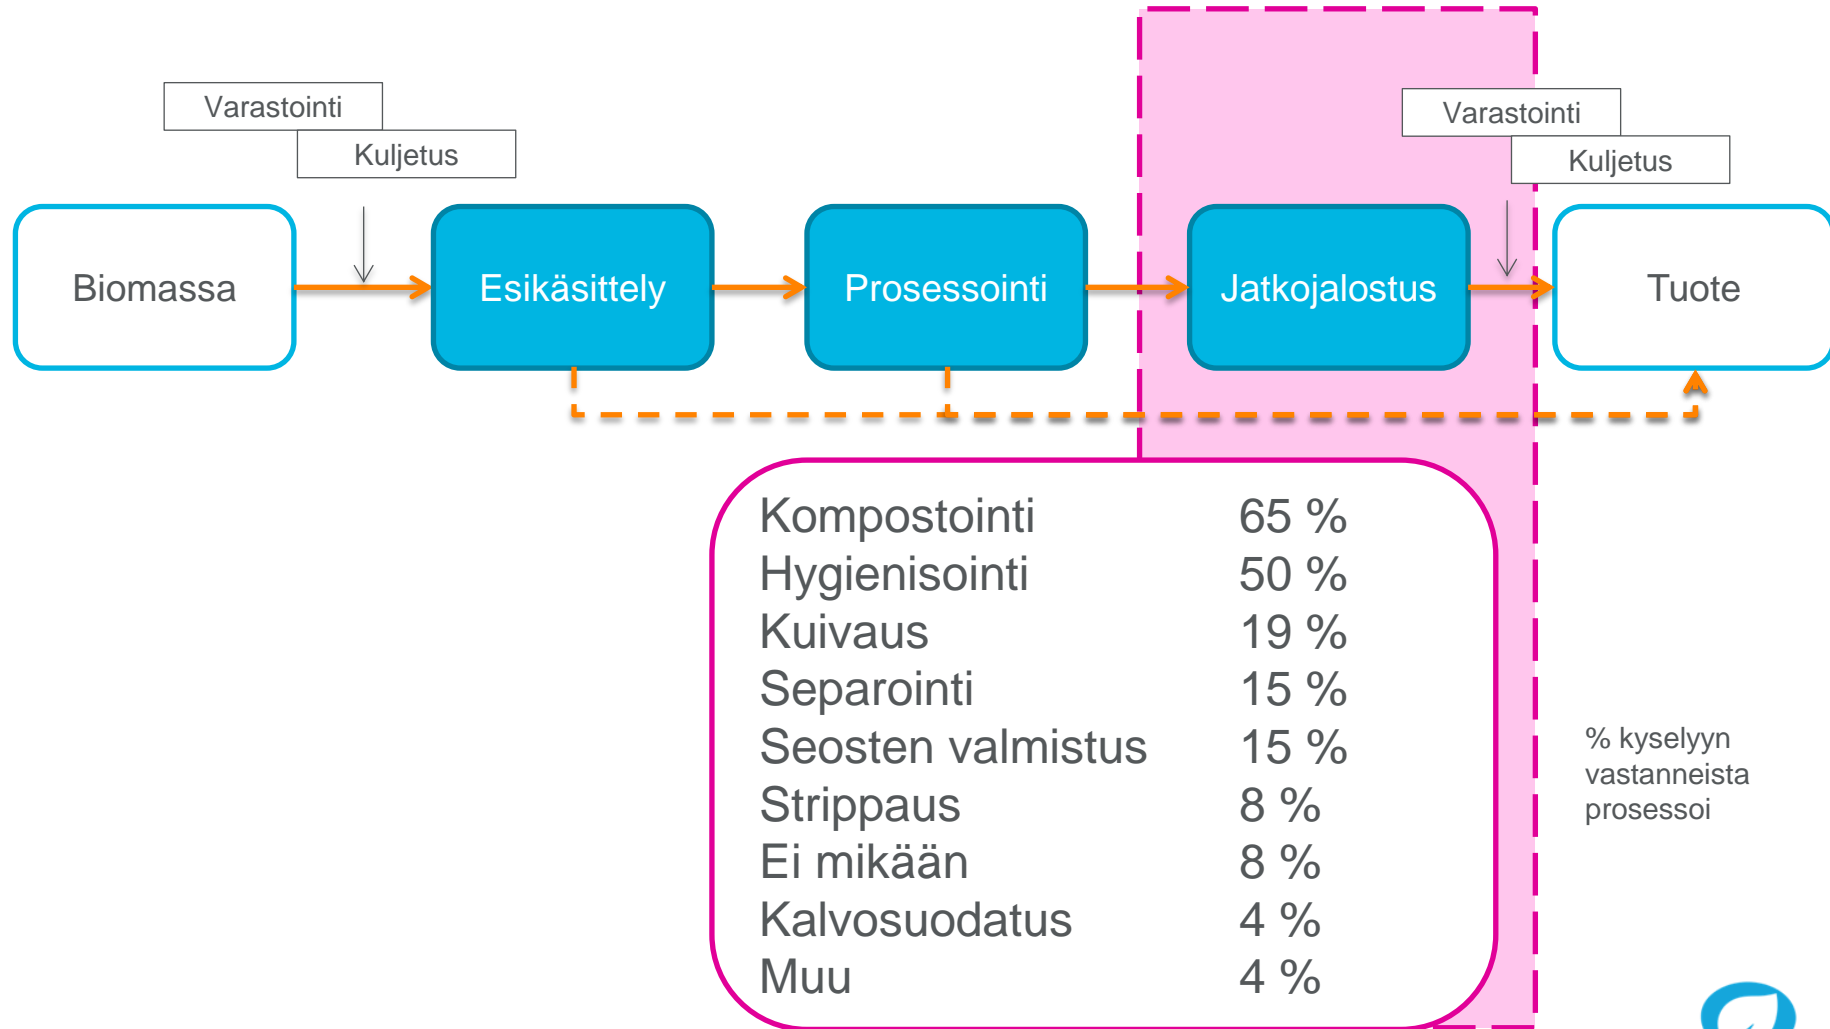 Varastointi
Kuljetus
Varastointi
Kuljetus
Biomassa
Esikäsittely
Prosessointi
Jatkojalostus
Tuote
Kompostointi 65 %
Hygienisointi 50 %
Kuivaus 19 %
Separointi 15 %
Seosten valmistus 15 %
Strippaus 8 %
Ei mikään 8 %
Kalvosuodatus 4 %
Muu 4 %
% kyselyyn
vastanneista
prosessoi